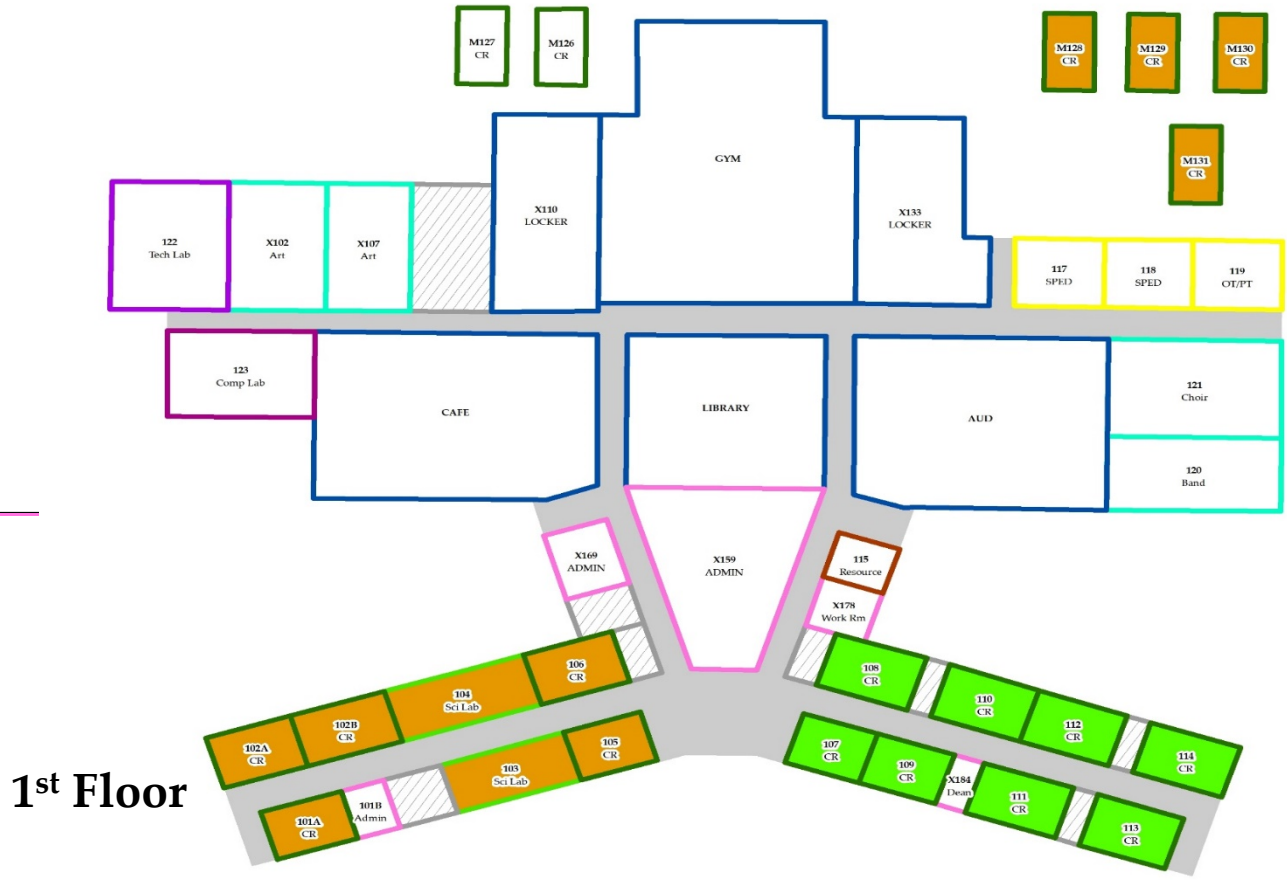 M127
CR
M126
CR
M128
CR
M129
CR
M130
CR
M131
CR
GYM
X110
LOCKER
X133
LOCKER
122
Tech Lab
X102
Art
X107
Art
117
SPED
118
SPED
119
OT/PT
123
Comp Lab
CAFE
LIBRARY
AUD
121
Choir
120
Band
X169
ADMIN
X159
ADMIN
115
Resource
X178
Work Rm
106
CR
104
Sci Lab
102B
CR
102A
CR
108
CR
110
CR
112
CR
114
CR
105
CR
103
Sci Lab
101B
Admin
101A
CR
107
CR
109
CR
X184
Dean
111
CR
113
CR
1st Floor